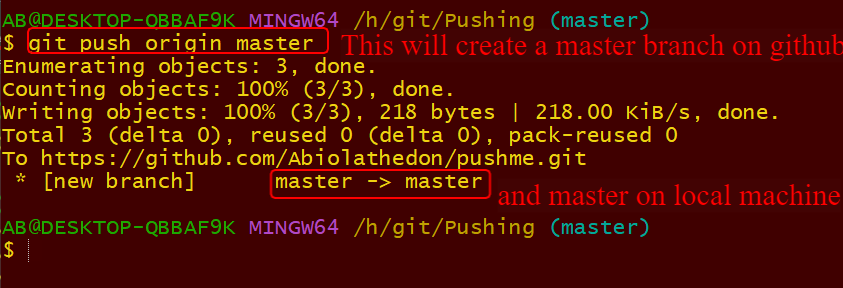 AB@DESKTOP-QBBAF9K MINGW64 /h/git/Pushing (master)
$ git push origin master This will create a master branch on github
Enumerating objects: 3, done.
Counting objects: 100% (3/3), done.
Writing objects: 100% (3/3), 218 bytes | 218.00 KiB/s, done.
Total 3 (delta 0), reused 0 (delta 0), pack-reused 0
To https://github.com/Abiolathedon/pushme.git
 * [new branch]      master -> master and master on local machine
AB@DESKTOP-QBBAF9K MINGW64 /h/git/Pushing (master)
$